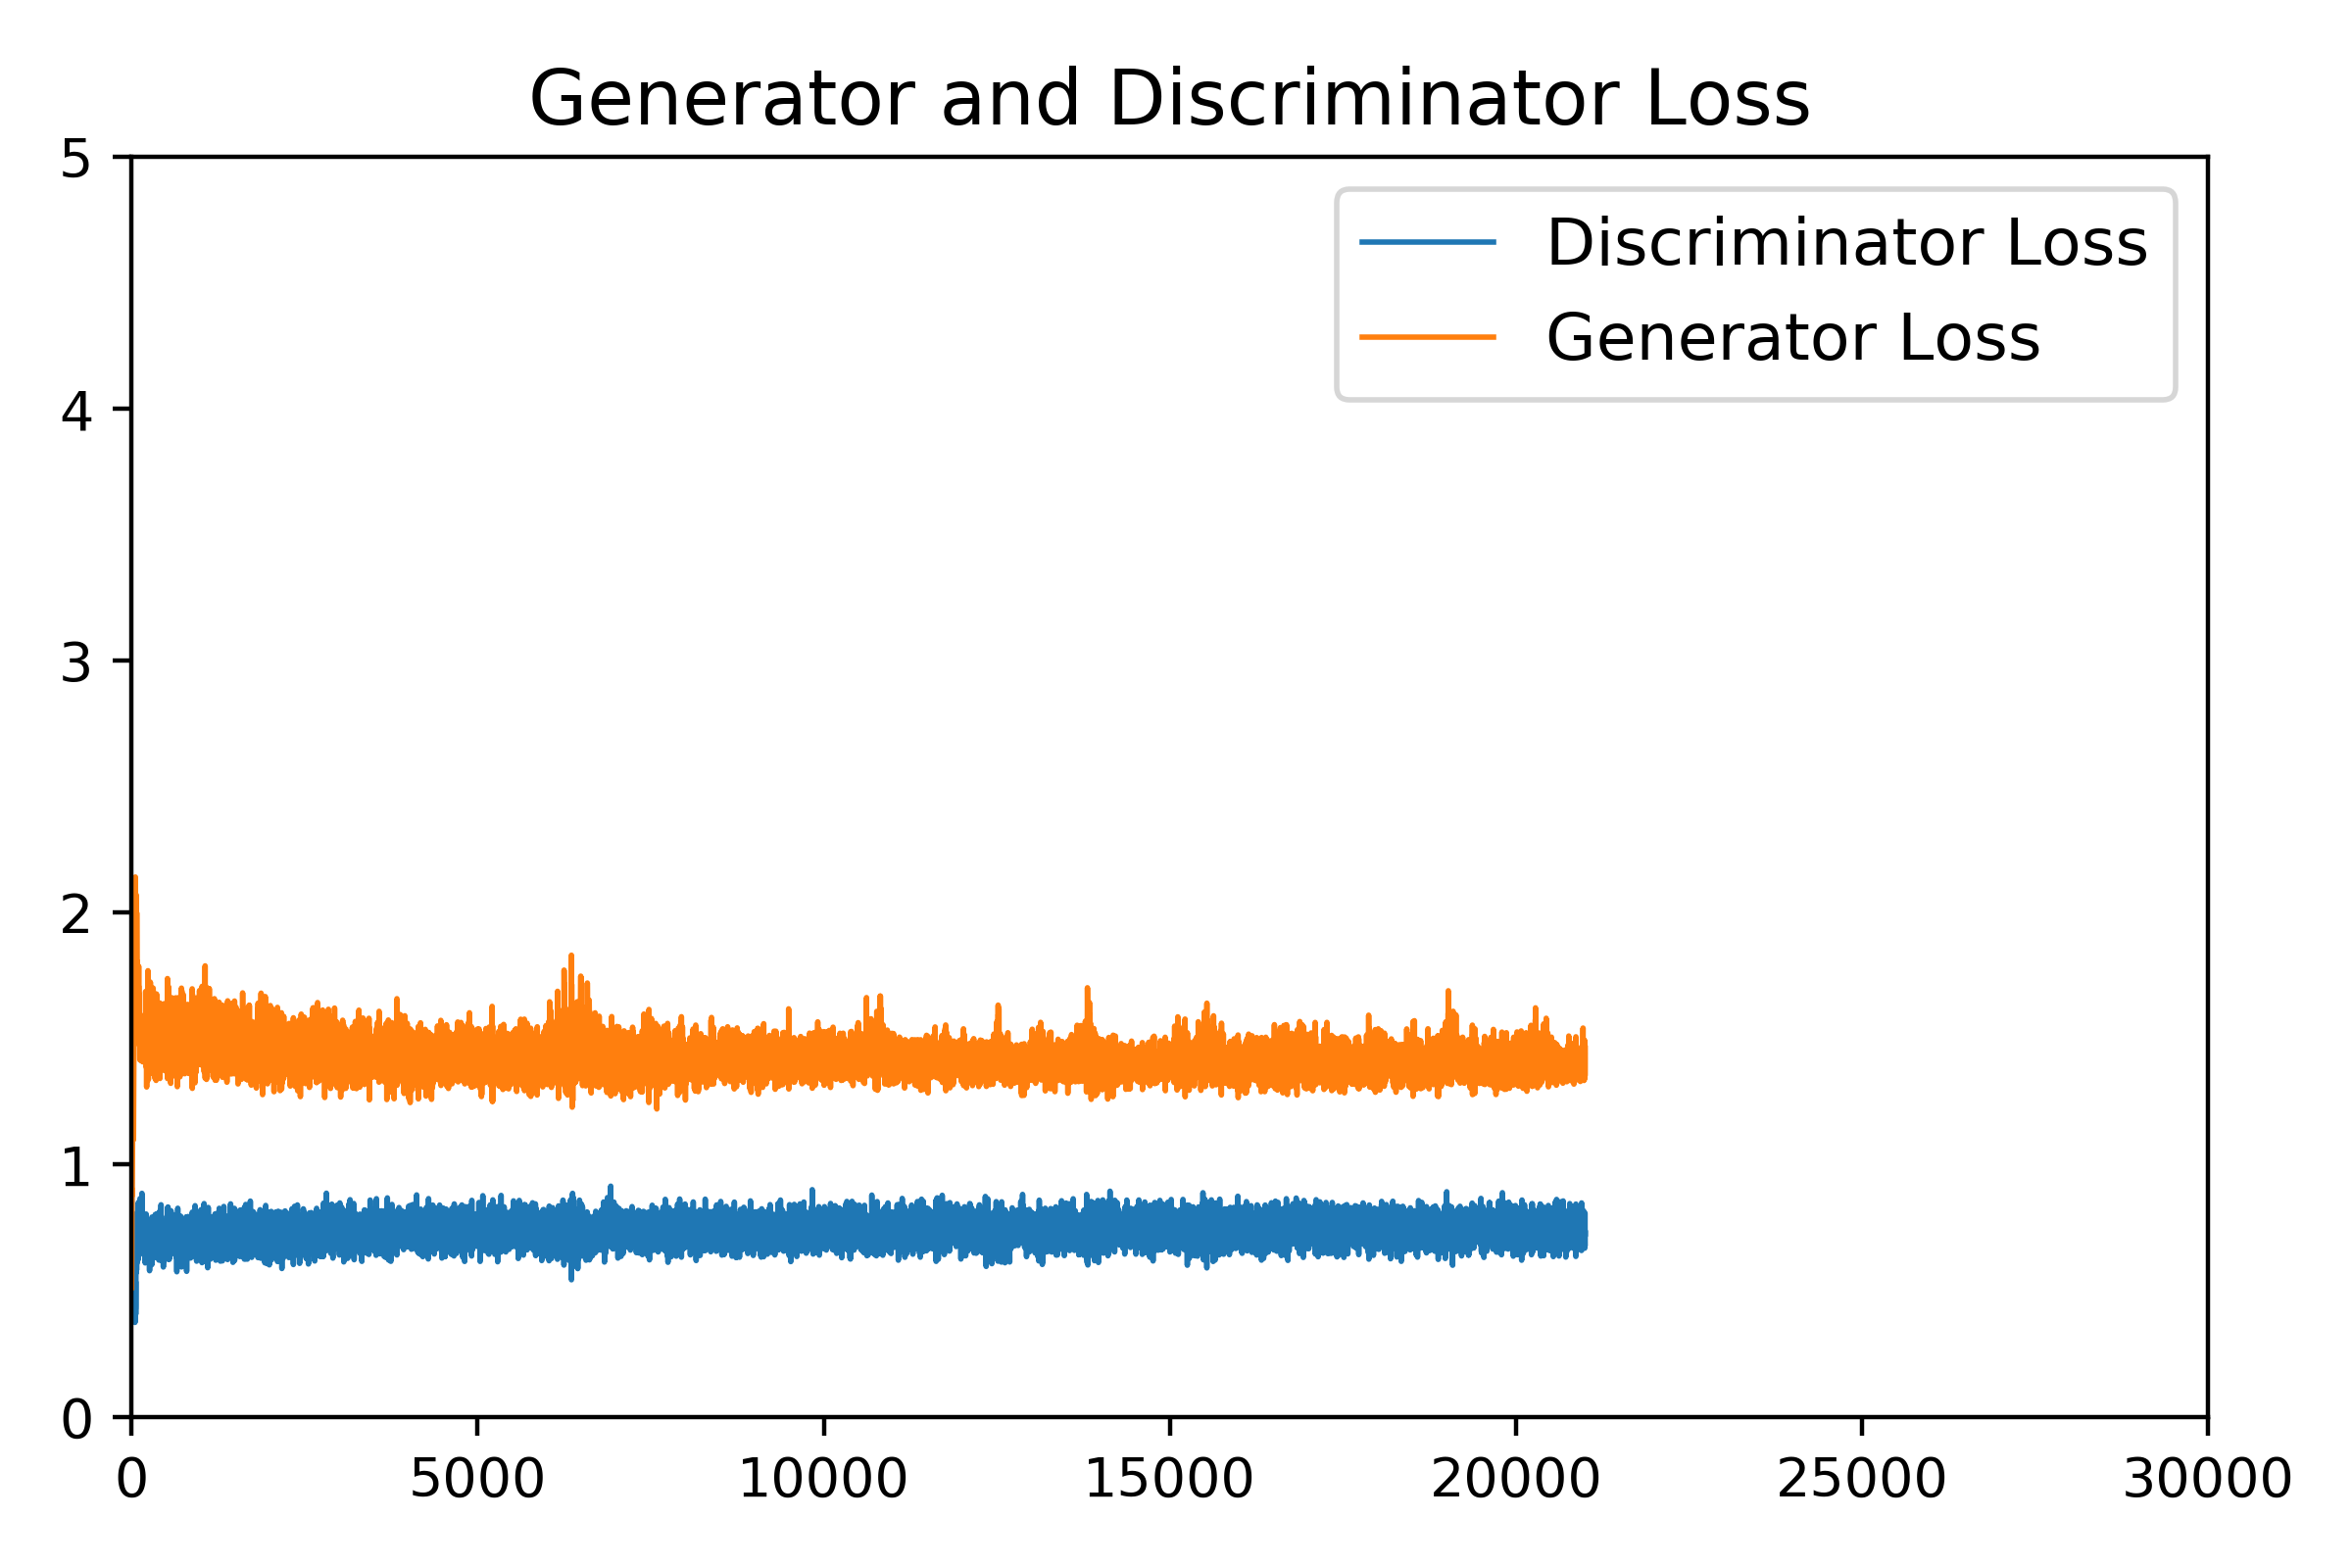 Generator and Discriminator Loss
5
Discriminator Loss
Generator Loss
4
3
2
1
0
0 5000 10000 15000 20000 25000 30000